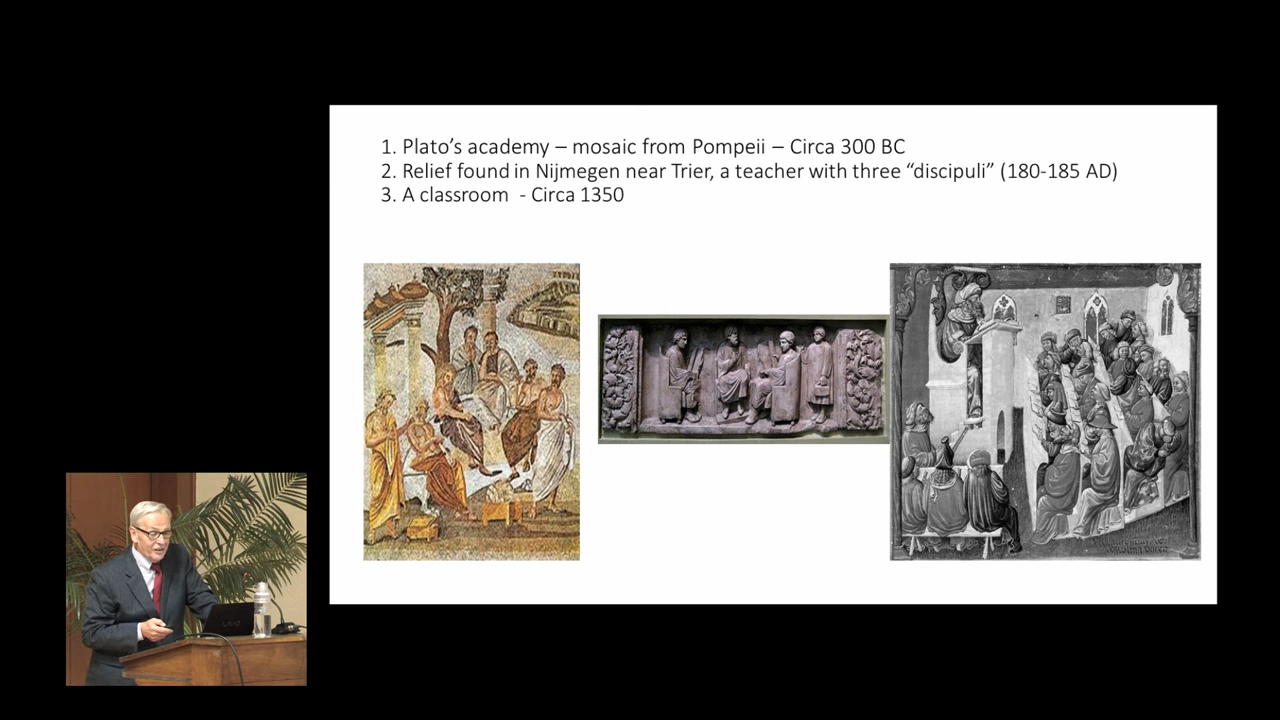 1. Plato’s academy – mosaic from Pompeii – Circa 300 BC
2. Relief found in Nijmegen near Trier, a teacher with three “discipuli” (180-185 AD)
3. A classroom  - Circa 1350